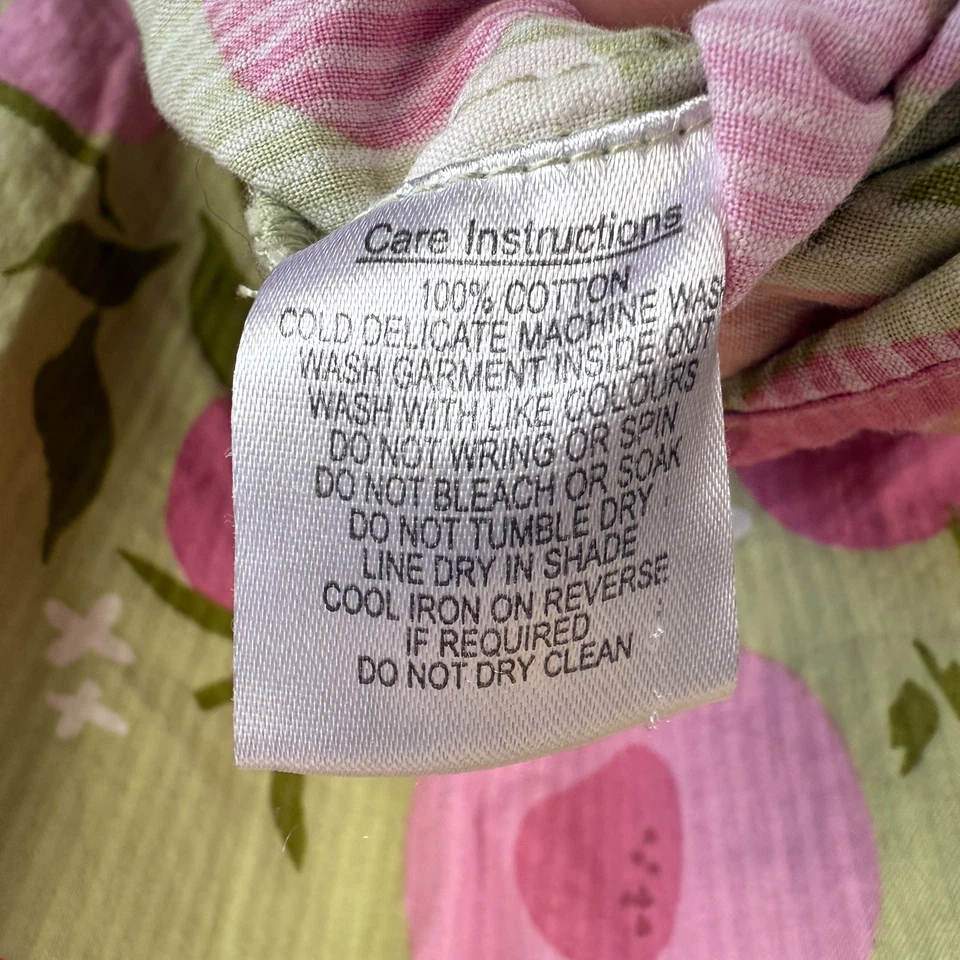 Care Instructions
100% COTTON
COLD DELICATE MACHINE WAS
WASH GARMENT INSIDE OUT
WASH WITH LIKE COLOURS
DO NOT WRING OR SPIN
DO NOT BLEACH OR SOAK
DO NOT TUMBLE DRY
LINE DRY IN SHADE
COOL IRON ON REVERSE
IF REQUIRED
DO NOT DRY CLEAN